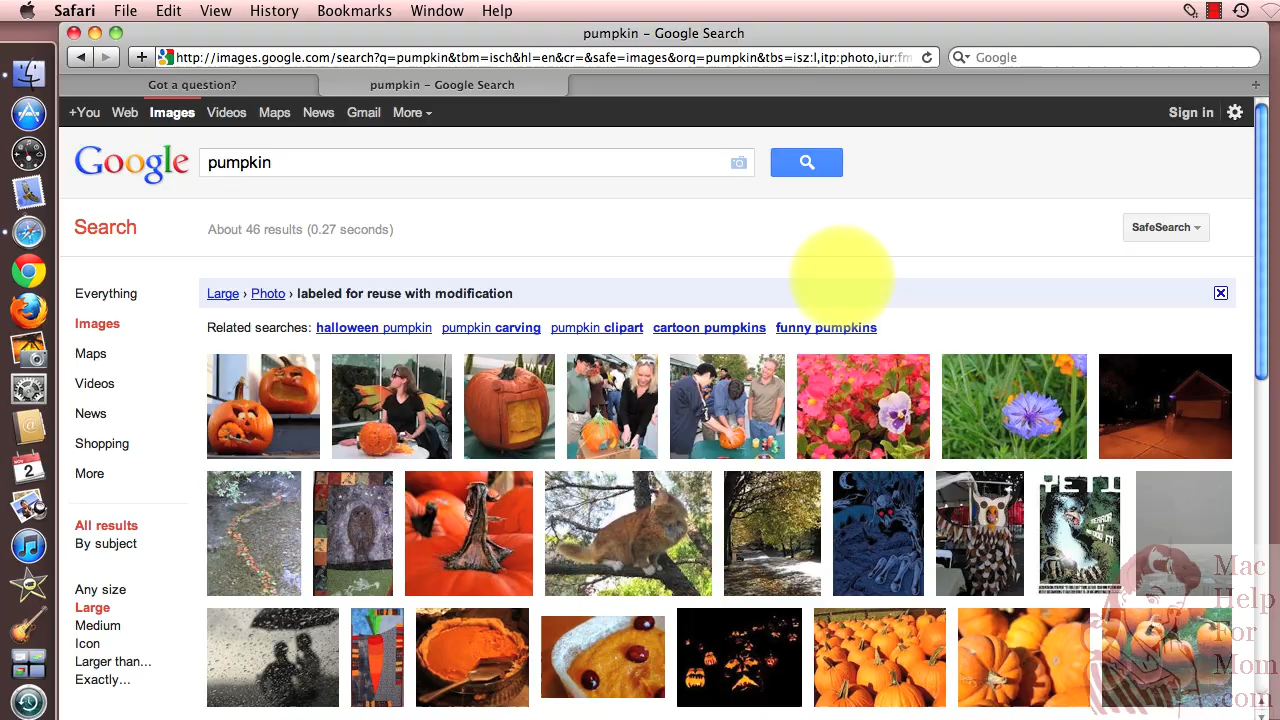 Safari File Edit View History Bookmarks Window Help
pumpkin – Google Search
http://images.google.com/search?q=pumpkin&tbm=isch&hl=en&cr=&safe=images&orq=pumpkin&tbs=isz:l,itp:photo,iur:fm
Google
Got a question?
pumpkin – Google Search
+You Web Images Videos Maps News Gmail More
Sign in
Google
pumpkin
Search
About 46 results (0.27 seconds)
SafeSearch
Everything
Large › Photo › labeled for reuse with modification
Images
Related searches: halloween pumpkin pumpkin carving pumpkin clipart cartoon pumpkins funny pumpkins
Maps
Videos
News
Shopping
More
NOV
2
YETI
All results
By subject
Any size
Large
Medium
Icon
Larger than...
Exactly...
Mac
Help
For
Mom
.com